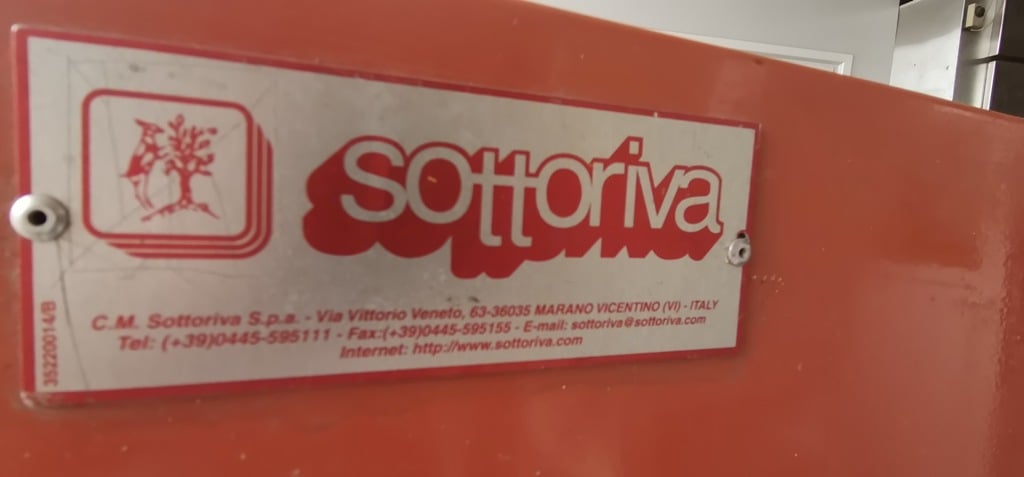 sottoriva
C.M. Sottoriva S.p.a. - Via Vittorio Veneto, 63-36035 MARANO VICENTINO (VI) - ITALY
Tel: (+39)0445-595111 - Fax:(+39)0445-595155 - E-mail: sottoriva@sottoriva.com
Internet: http://www.sottoriva.com
35220014/B